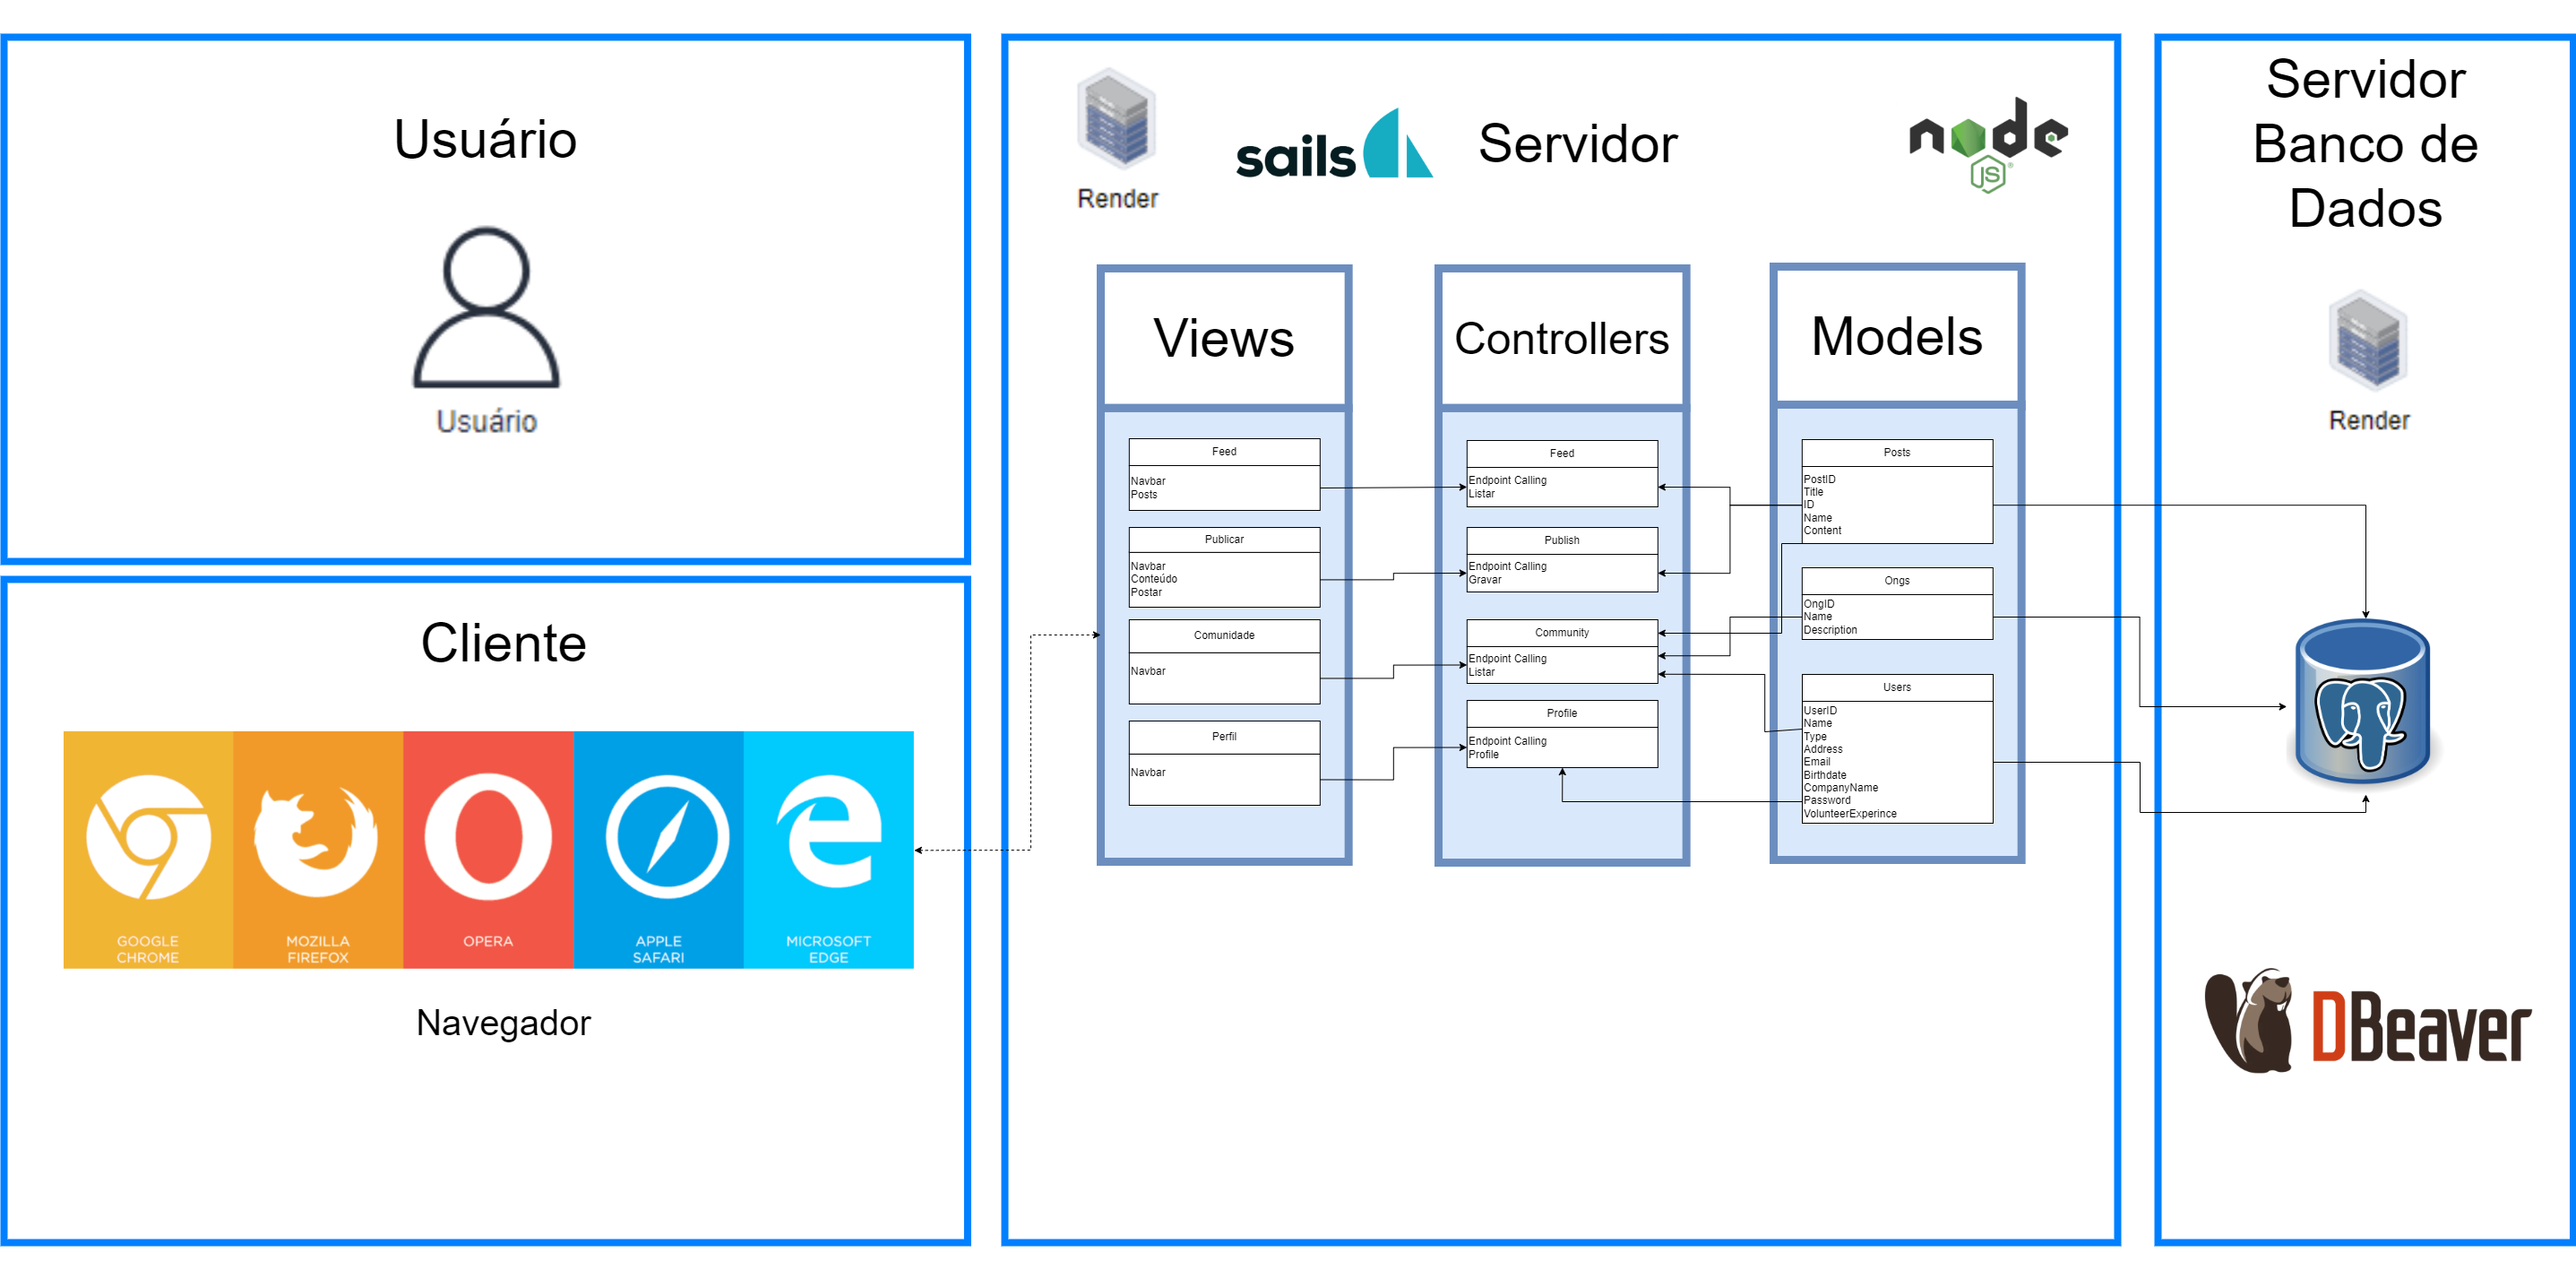 Usuário
Usuário
Cliente
GOOGLE
CHROME
MOZILLA
FIREFOX
OPERA
APPLE
SAFARI
MICROSOFT
EDGE
Navegador
Render
sails
Servidor
node
JS
Views
Feed
Navbar
Posts
Publicar
Navbar
Conteúdo
Postar
Comunidade
Navbar
Perfil
Navbar
Controllers
Feed
Endpoint Calling
Listar
Publish
Endpoint Calling
Gravar
Community
Endpoint Calling
Listar
Profile
Endpoint Calling
Profile
Models
Posts
PostID
Title
ID
Name
Content
Ongs
OngID
Name
Description
Users
UserID
Name
Type
Address
Email
Birthdate
CompanyName
Password
VolunteerExperince
Servidor
Banco de
Dados
Render
DBeaver